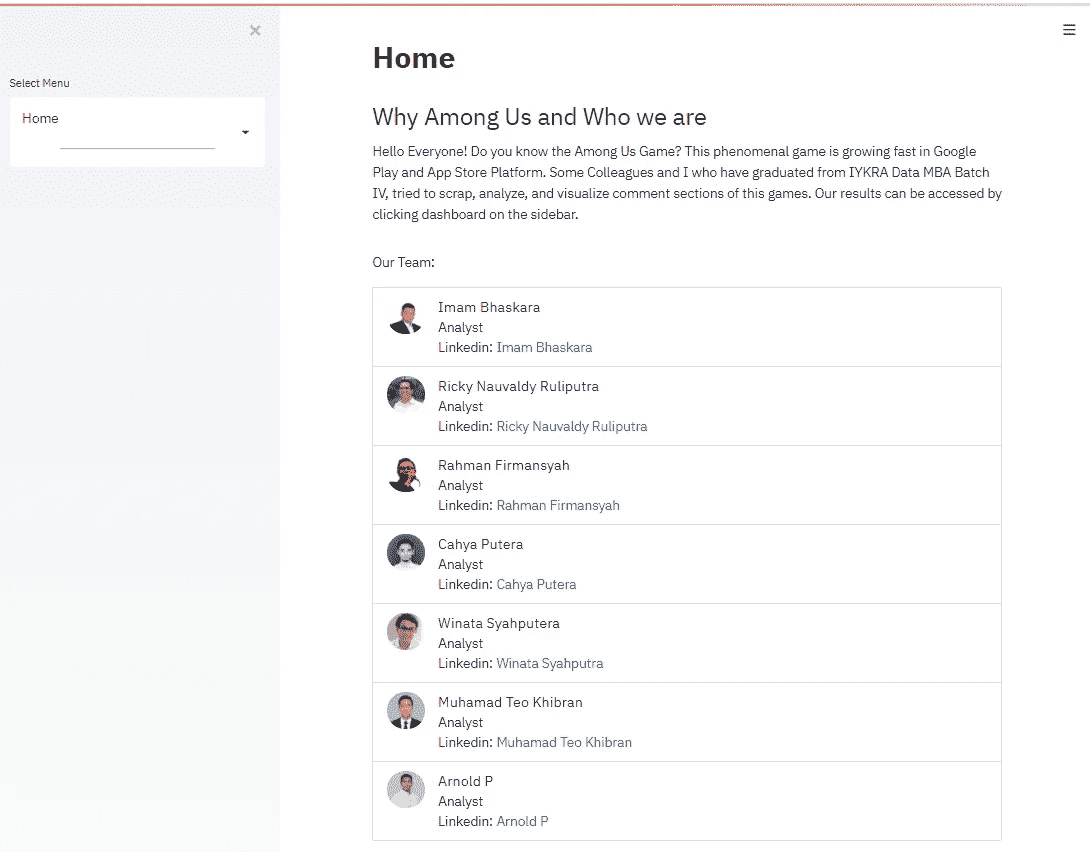 Select Menu
Home
Home
Why Among Us and Who we are
Hello Everyone! Do you know the Among Us Game? This phenomenal game is growing fast in Google
Play and App Store Platform. Some Colleagues and I who have graduated from IYKRA Data MBA Batch
IV, tried to scrap, analyze, and visualize comment sections of this games. Our results can be accessed by
clicking dashboard on the sidebar.
Our Team:
Imam Bhaskara
Analyst
Linkedin: Imam Bhaskara
Ricky Nauvaldy Ruliputra
Analyst
Linkedin: Ricky Nauvaldy Ruliputra
Rahman Firmansyah
Analyst
Linkedin: Rahman Firmansyah
Cahya Putera
Analyst
Linkedin: Cahya Putera
Winata Syahputera
Analyst
Linkedin: Winata Syahputra
Muhamad Teo Khibran
Analyst
Linkedin: Muhamad Teo Khibran
Arnold P
Analyst
Linkedin: Arnold P